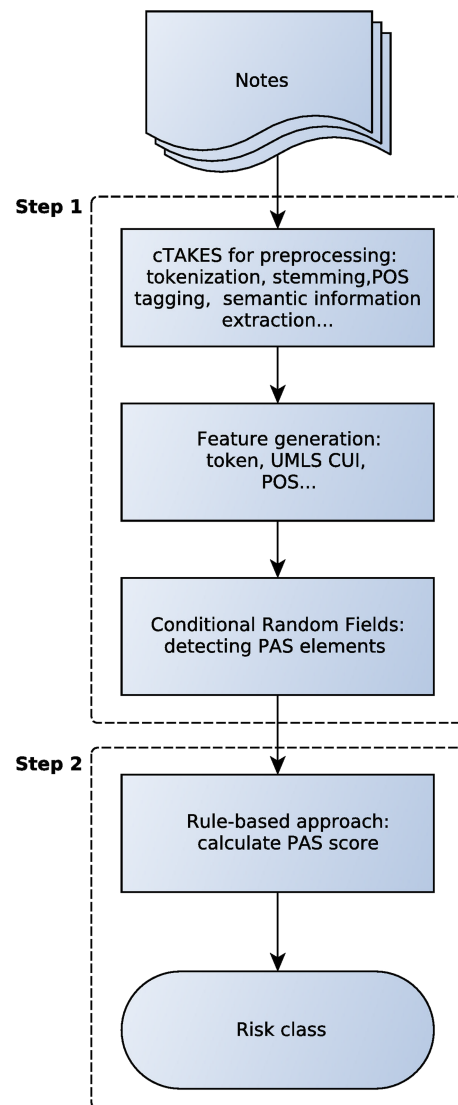 Notes
Step 1
cTAKES for preprocessing:
tokenization, stemming,POS
tagging,  semantic information
extraction...
Feature generation:
token, UMLS CUI,
POS...
Conditional Random Fields:
detecting PAS elements
Step 2
Rule-based approach:
calculate PAS score
Risk class